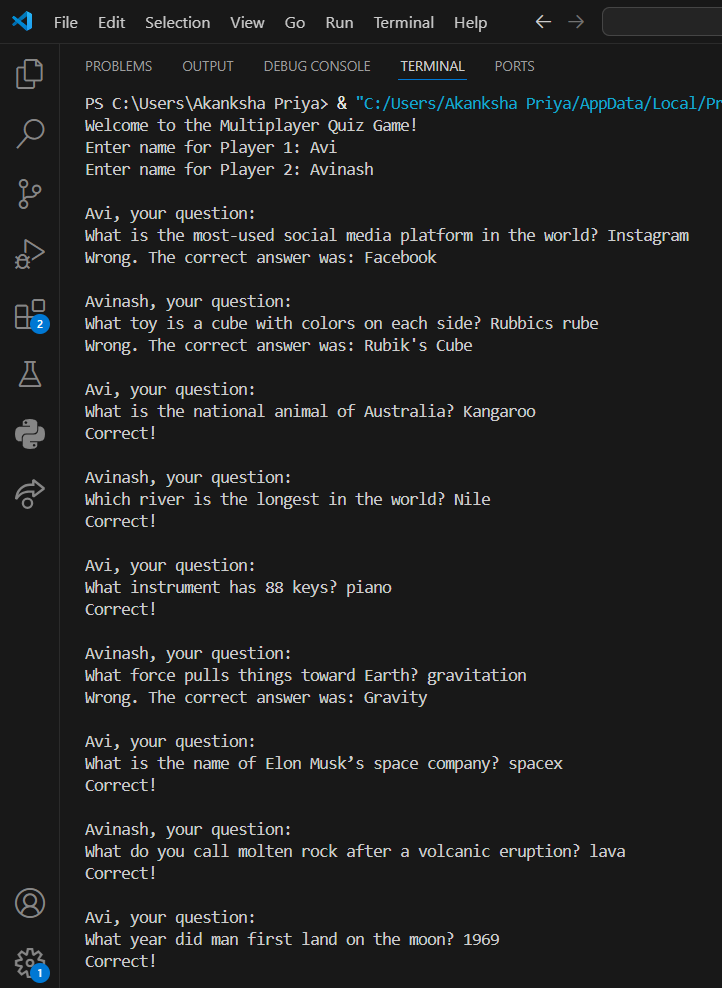 File Edit Selection View Go Run Terminal Help
PROBLEMS OUTPUT DEBUG CONSOLE TERMINAL PORTS
PS C:\Users\Akanksha Priya> & "C:/Users/Akanksha Priya/AppData/Local/Pr
Welcome to the Multiplayer Quiz Game!
Enter name for Player 1: Avi
Enter name for Player 2: Avinash
Avi, your question:
What is the most-used social media platform in the world? Instagram
Wrong. The correct answer was: Facebook
Avinash, your question:
What toy is a cube with colors on each side? Rubbics rube
Wrong. The correct answer was: Rubik's Cube
Avi, your question:
What is the national animal of Australia? Kangaroo
Correct!
Avinash, your question:
Which river is the longest in the world? Nile
Correct!
Avi, your question:
What instrument has 88 keys? piano
Correct!
Avinash, your question:
What force pulls things toward Earth? gravitation
Wrong. The correct answer was: Gravity
Avi, your question:
What is the name of Elon Musk’s space company? spacex
Correct!
Avinash, your question:
What do you call molten rock after a volcanic eruption? lava
Correct!
Avi, your question:
What year did man first land on the moon? 1969
Correct!
2
1